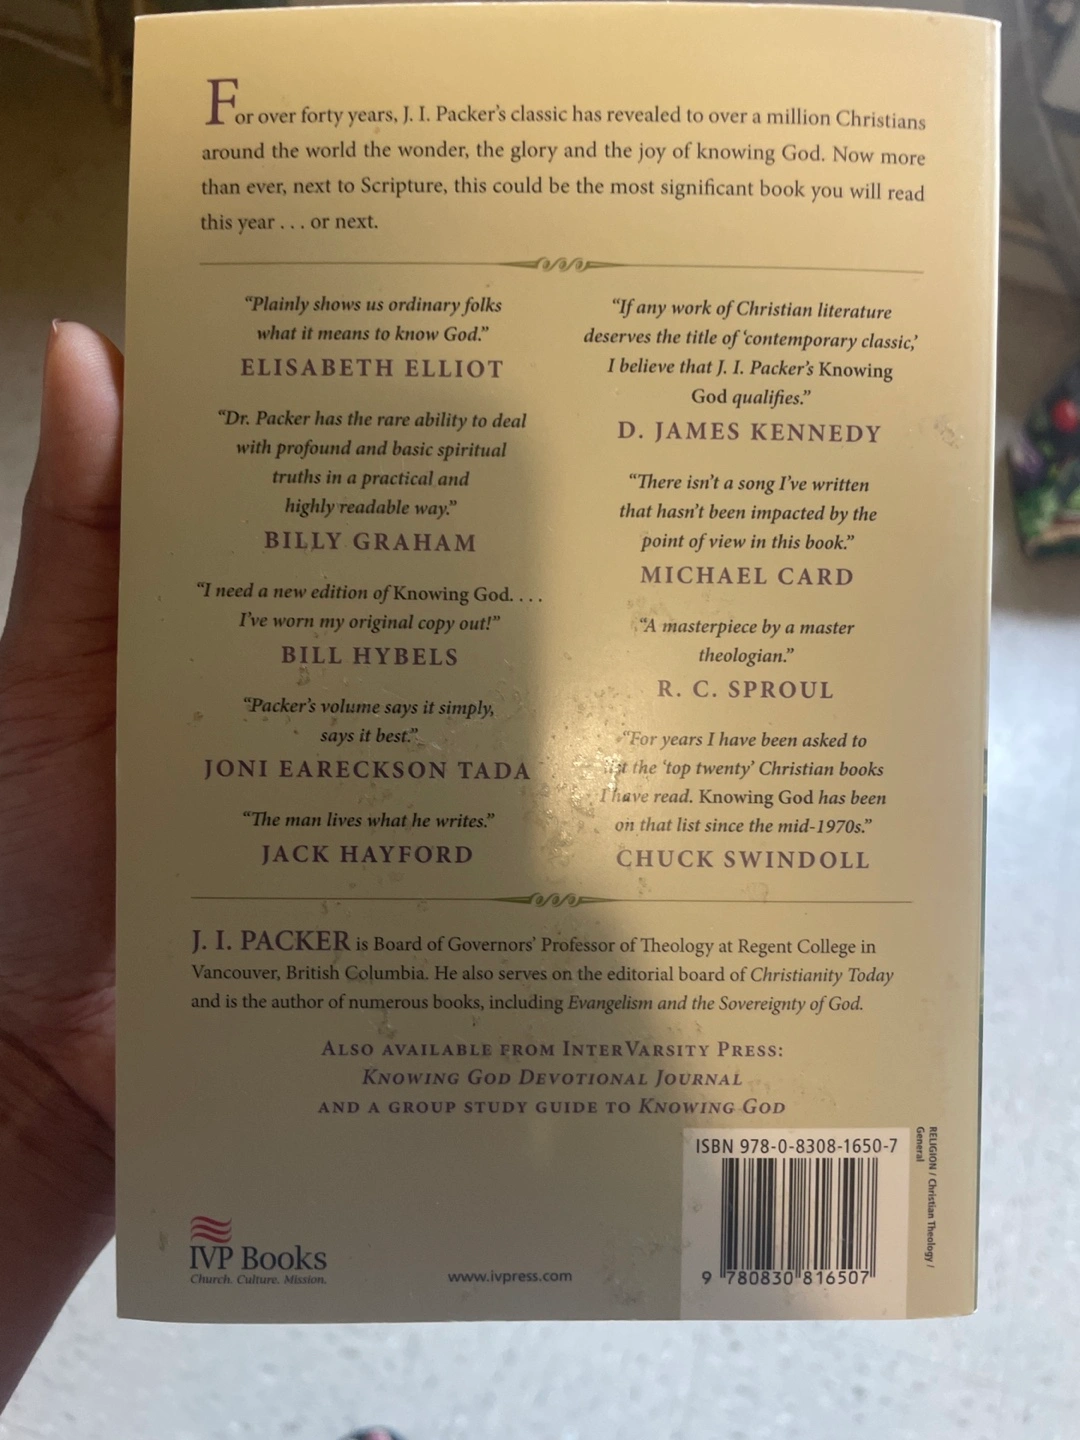 For over forty years, J. I. Packer's classic has revealed to over a million Christians
around the world the wonder, the glory and the joy of knowing God. Now more
than ever, next to Scripture, this could be the most significant book you will read
this year . . . or next.
“Plainly shows us ordinary folks
what it means to know God.”
ELISABETH ELLIOT
“Dr. Packer has the rare ability to deal
with profound and basic spiritual
truths in a practical and
highly readable way.”
BILLY GRAHAM
“I need a new edition of Knowing God. . . .
I've worn my original copy out!”
BILL HYBELS
“Packer's volume says it simply,
says it best.”
JONI EARECKSON TADA
“The man lives what he writes.”
JACK HAYFORD
“If any work of Christian literature
deserves the title of ‘contemporary classic,’
I believe that J. I. Packer's Knowing
God qualifies.”
D. JAMES KENNEDY
“There isn't a song I've written
that hasn't been impacted by the
point of view in this book.”
MICHAEL CARD
“A masterpiece by a master
theologian.”
R. C. SPROUL
“For years I have been asked to
list the ‘top twenty’ Christian books
I have read. Knowing God has been
on that list since the mid-1970s.”
CHUCK SWINDOLL
J. I. PACKER is Board of Governors' Professor of Theology at Regent College in
Vancouver, British Columbia. He also serves on the editorial board of Christianity Today
and is the author of numerous books, including Evangelism and the Sovereignty of God.
ALSO AVAILABLE FROM INTERVARSITY PRESS:
KNOWING GOD DEVOTIONAL JOURNAL
AND A GROUP STUDY GUIDE TO KNOWING GOD
ISBN 978-0-8308-1650-7
9 780830 816507
RELIGION / Christian Theology /
General
IVP Books
Church. Culture. Mission.
www.ivpress.com